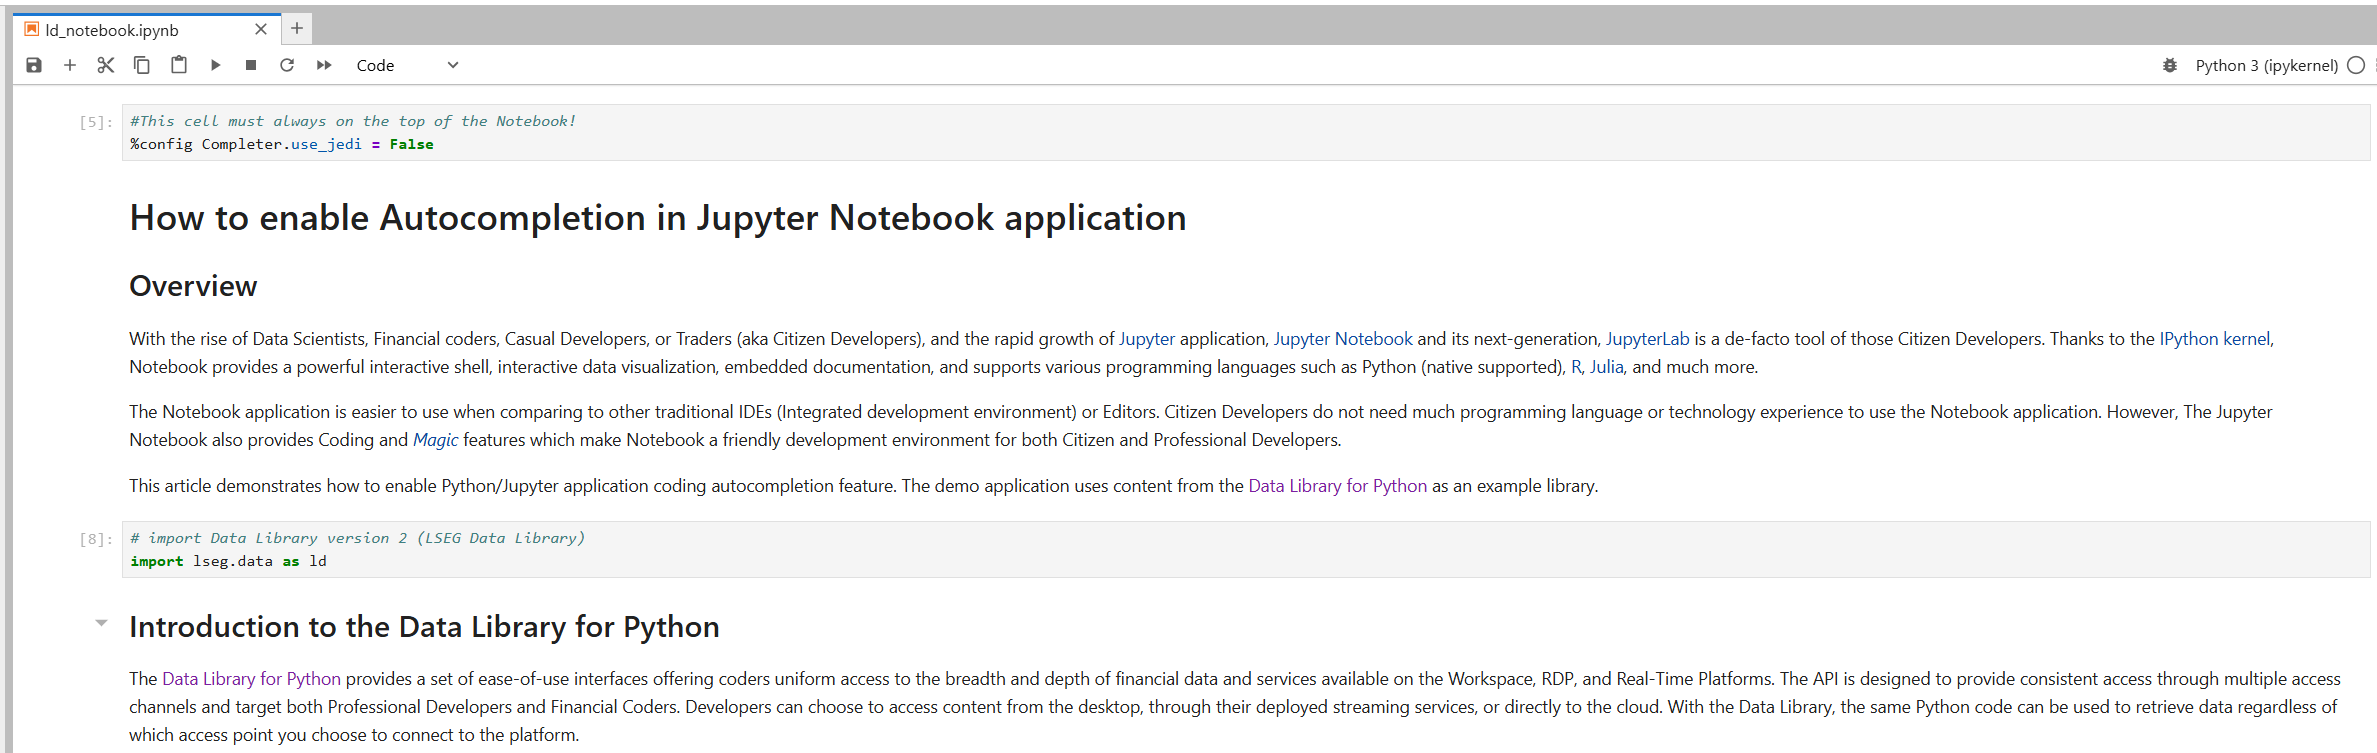 ld_notebook.ipynb
Code
Python 3 (ipykernel)
[5]:
#This cell must always on the top of the Notebook!
%config Completer.use_jedi = False
How to enable Autocompletion in Jupyter Notebook application
Overview
With the rise of Data Scientists, Financial coders, Casual Developers, or Traders (aka Citizen Developers), and the rapid growth of Jupyter application, Jupyter Notebook and its next-generation, JupyterLab is a de-facto tool of those Citizen Developers. Thanks to the IPython kernel,
Notebook provides a powerful interactive shell, interactive data visualization, embedded documentation, and supports various programming languages such as Python (native supported), R, Julia, and much more.
The Notebook application is easier to use when comparing to other traditional IDEs (Integrated development environment) or Editors. Citizen Developers do not need much programming language or technology experience to use the Notebook application. However, The Jupyter
Notebook also provides Coding and Magic features which make Notebook a friendly development environment for both Citizen and Professional Developers.
This article demonstrates how to enable Python/Jupyter application coding autocompletion feature. The demo application uses content from the Data Library for Python as an example library.
[8]:
# import Data Library version 2 (LSEG Data Library)
import lseg.data as ld
Introduction to the Data Library for Python
The Data Library for Python provides a set of ease-of-use interfaces offering coders uniform access to the breadth and depth of financial data and services available on the Workspace, RDP, and Real-Time Platforms. The API is designed to provide consistent access through multiple access
channels and target both Professional Developers and Financial Coders. Developers can choose to access content from the desktop, through their deployed streaming services, or directly to the cloud. With the Data Library, the same Python code can be used to retrieve data regardless of
which access point you choose to connect to the platform.